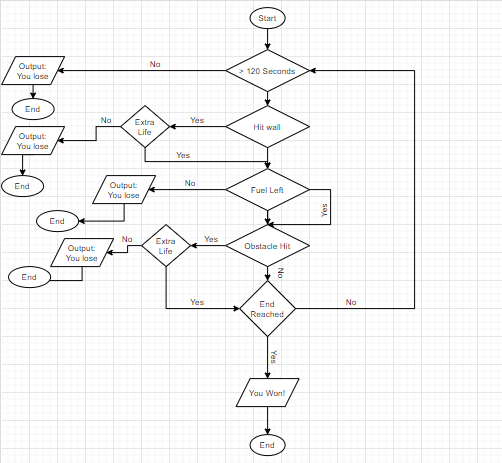 Start
No
> 120 Seconds
Output:
You lose
End
No
Extra
Life
Yes
Hit wall
Output:
You lose
Yes
End
Output:
You lose
No
Fuel Left
Yes
End
Output:
You lose
No
Extra
Life
Yes
Obstacle Hit
No
End
Yes
End
Reached
No
Yes
You Won!
End